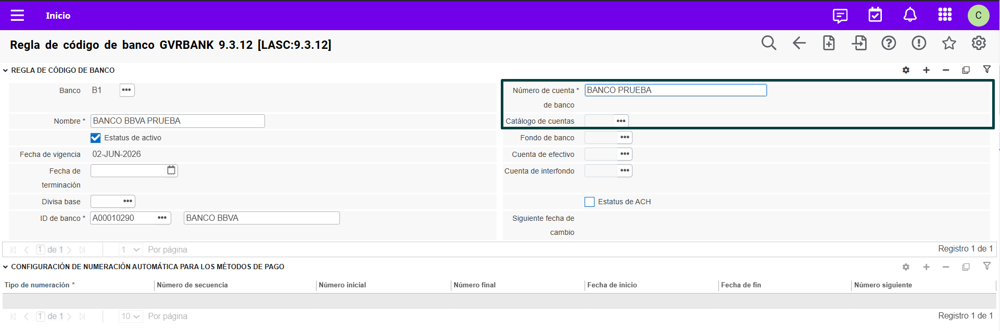 Inicio
C
Regla de código de banco GVRBANK 9.3.12 [LASC:9.3.12]
REGLA DE CÓDIGO DE BANCO
Banco B1
Nombre * BANCO BBVA PRUEBA
Estatus de activo
Fecha de vigencia 02-JUN-2026
Fecha de
terminación
Divisa base
ID de banco * A00010290 BANCO BBVA
Número de cuenta * BANCO PRUEBA
de banco
Catálogo de cuentas
Fondo de banco
Cuenta de efectivo
Cuenta de interfondo
Estatus de ACH
Siguiente fecha de
cambio
1 de 1 1 Por página Registro 1 de 1
CONFIGURACIÓN DE NUMERACIÓN AUTOMÁTICA PARA LOS MÉTODOS DE PAGO
Tipo de numeración * Número de secuencia Número inicial Número final Fecha de inicio Fecha de fin Número siguiente
1 de 1 10 Por página Registro 1 de 1